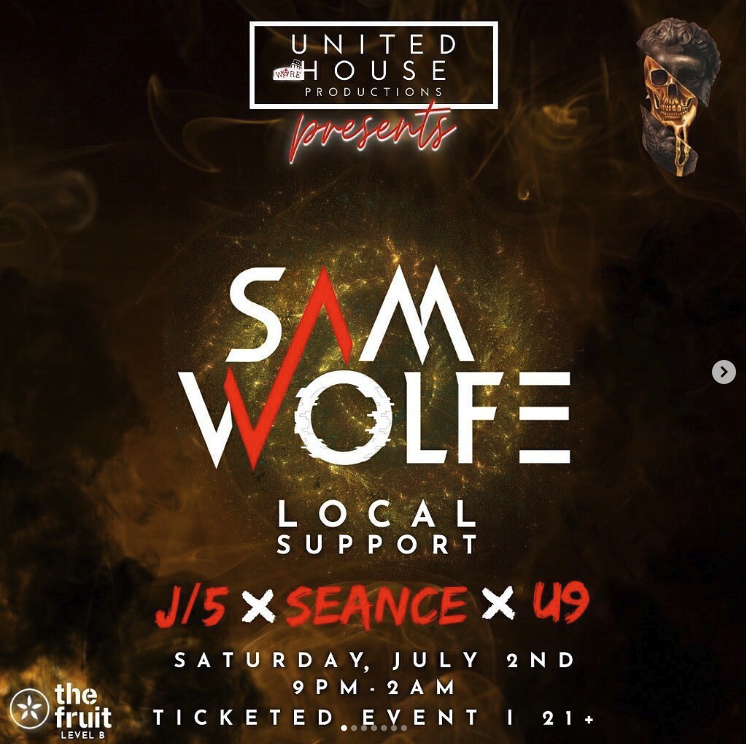 UNITED
HOUSE
PRODUCTIONS
presents
SAM
WOLFE
LOCAL
SUPPORT
J/5 X SEANCE X U9
SATURDAY, JULY 2ND
9PM-2AM
TICKETED EVENT | 21+
the
fruit
LEVEL B